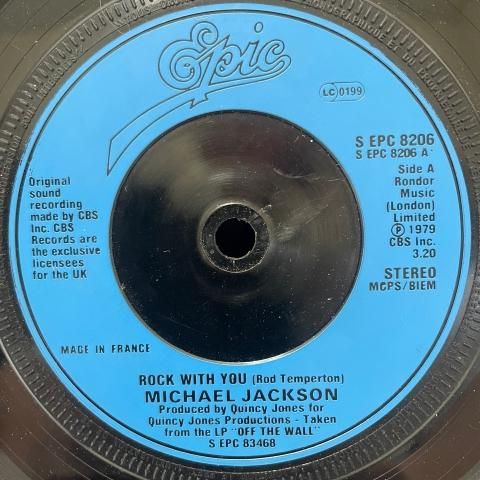 Epic
LC 0199
S EPC 8206
S EPC 8206 A
Side A
Rondor
Music
(London)
Limited
Ⓟ 1979
CBS Inc.
3.20
STEREO
MCPS/BIEM
Original
sound
recording
made by CBS
Inc. CBS
Records are the
exclusive
licensees
for the UK
MADE IN FRANCE
ROCK WITH YOU (Rod Temperton)
MICHAEL JACKSON
Produced by Quincy Jones for
Quincy Jones Productions - Taken
from the LP "OFF THE WALL"
S EPC 83468